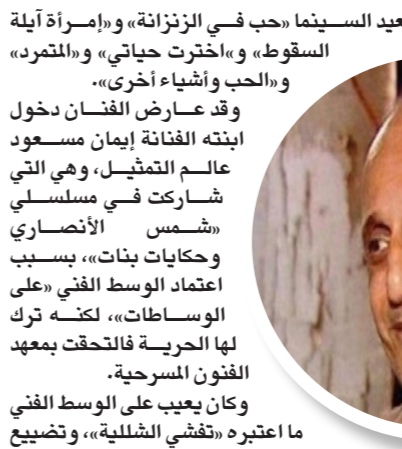 عيد السينما «حب في الزنزانة» و«إمرأة آيلة
السقوط» و»اخترت حياتي» و«المتمرد»
و«الحب وأشياء أخرى».
وقد عارض الفنان دخول
ابنته الفنانة إيمان مسعود
عالم التمثيل، وهي التي
شاركت في مسلسلي
«شمس الأنصاري
وحكايات بنات»، بسبب
اعتماد الوسط الفني «على
الوساطات»، لكنه ترك
لها الحرية فالتحقت بمعهد
الفنون المسرحية.
وكان يعيب على الوسط الفني
ما اعتبره «تفشي الشللية»، وتضييع